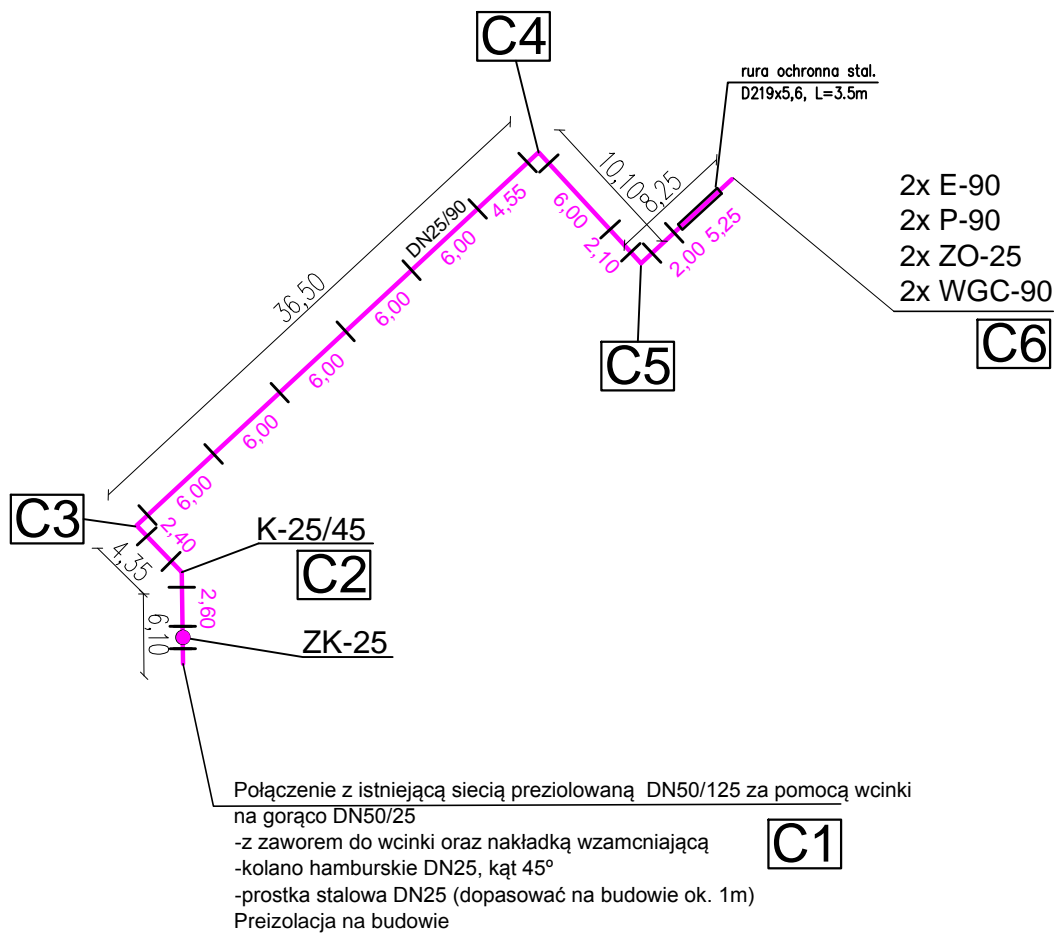 C4
rura ochronna stal.
D219x5,6, L=3.5m
10,10
8,25
2x E-90
2x P-90
2x ZO-25
2x WGC-90
C6
DN25/90
4,55
6,00
6,00
2,10
2,00
5,25
C5
36,50
6,00
6,00
6,00
6,00
C3
2,40
4,35
K-25/45
C2
2,60
6,10
ZK-25
Połączenie z istniejącą siecią preziolowaną DN50/125 za pomocą wcinki
na gorąco DN50/25
C1
-z zaworem do wcinki oraz nakładką wzamcniającą
-kolano hamburskie DN25, kąt 45º
-prostka stalowa DN25 (dopasować na budowie ok. 1m)
Preizolacja na budowie